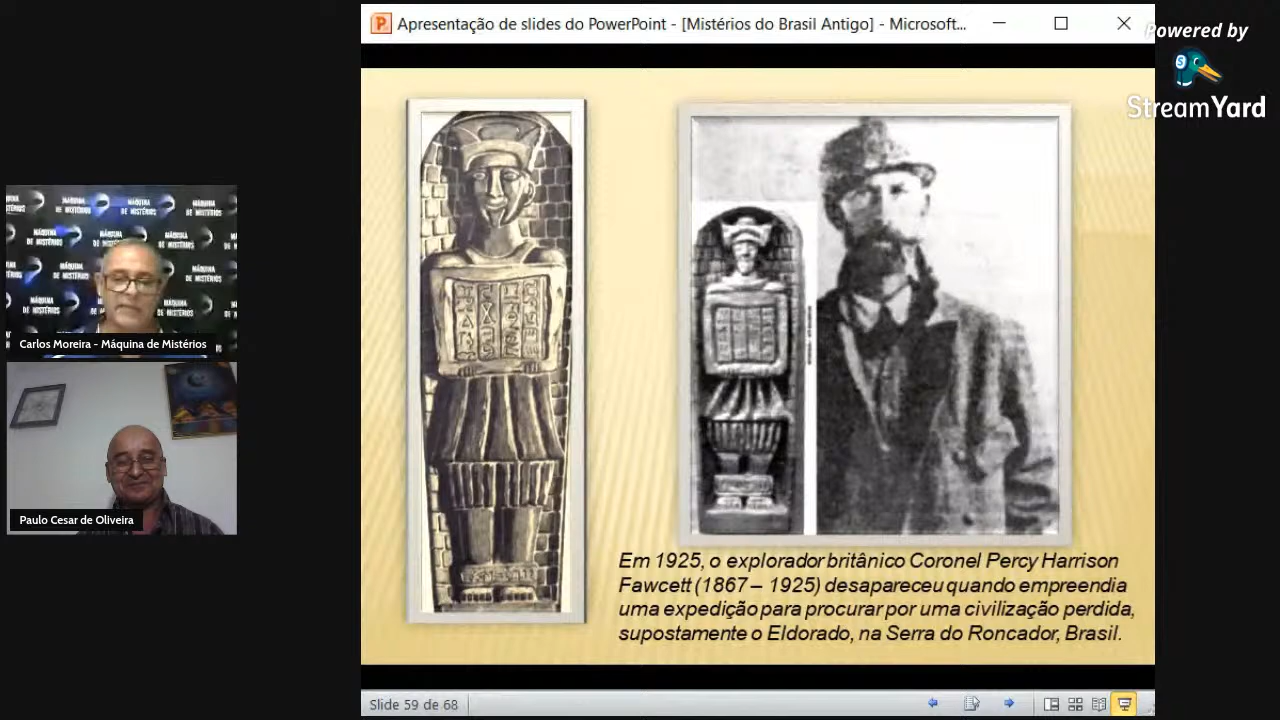 Apresentação de slides do PowerPoint - [Mistérios do Brasil Antigo] - Microsoft...
Powered by
StreamYard
MÁQUINA
DE MISTÉRIOS
Carlos Moreira - Máquina de Mistérios
Paulo Cesar de Oliveira
Em 1925, o explorador britânico Coronel Percy Harrison
Fawcett (1867 – 1925) desapareceu quando empreendia
uma expedição para procurar por uma civilização perdida,
supostamente o Eldorado, na Serra do Roncador, Brasil.
Slide 59 de 68